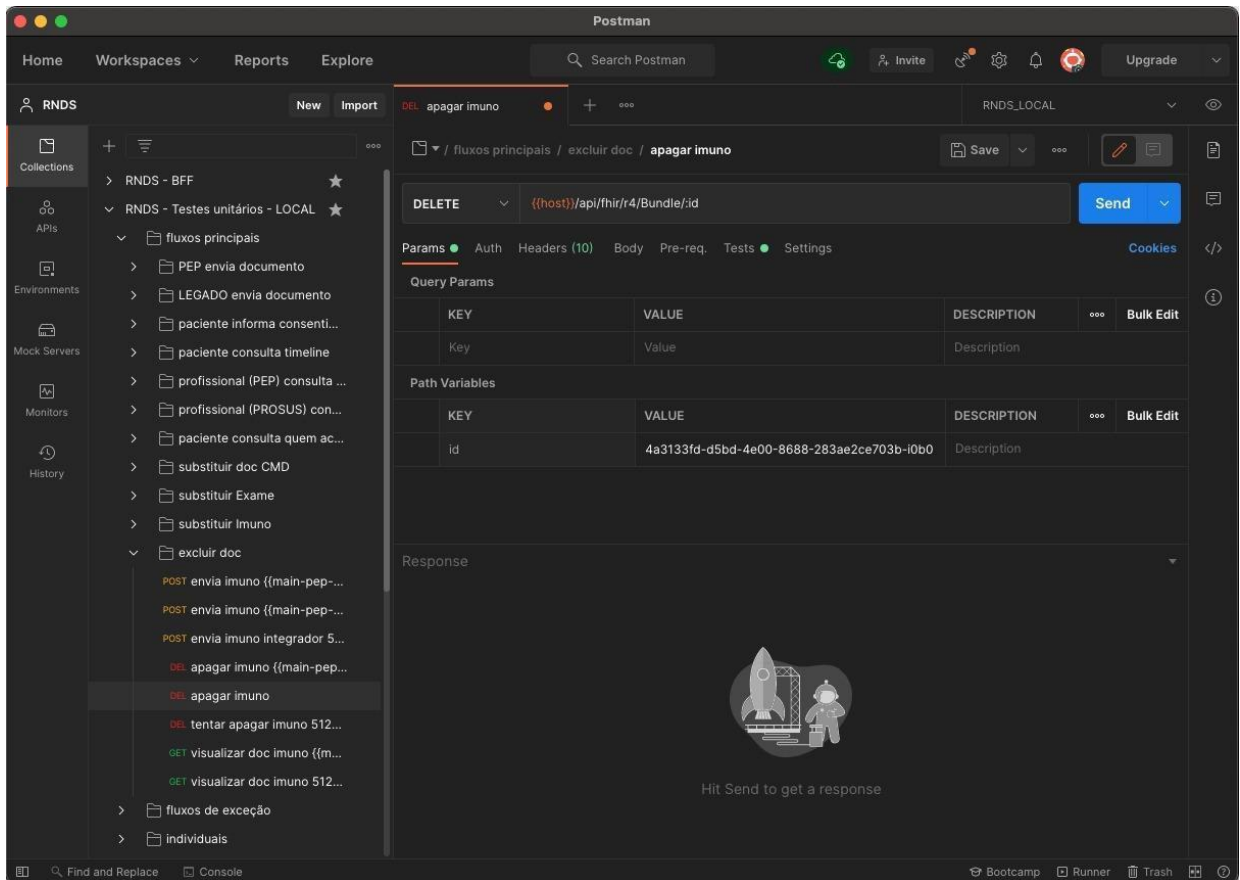 Postman
Home Workspaces Reports Explore Search Postman Invite Upgrade
RNDS New Import DEL apagar imuno RNDS_LOCAL
Collections
APIs
Environments
Mock Servers
Monitors
History
RNDS - BFF
RNDS - Testes unitários - LOCAL
fluxos principais
PEP envia documento
LEGADO envia documento
paciente informa consenti...
paciente consulta timeline
profissional (PEP) consulta ...
profissional (PROSUS) con...
paciente consulta quem ac...
substituir doc CMD
substituir Exame
substituir Imuno
excluir doc
POST envia imuno {{main-pep-...
POST envia imuno {{main-pep-...
POST envia imuno integrador 5...
DEL apagar imuno {{main-pep...
DEL apagar imuno
DEL tentar apagar imuno 512...
GET visualizar doc imuno {{m...
GET visualizar doc imuno 512...
fluxos de exceção
individuais
/ fluxos principais / excluir doc / apagar imuno Save
DELETE {{host}}/api/fhir/r4/Bundle/:id Send
Params Auth Headers (10) Body Pre-req. Tests Settings Cookies
Query Params
KEY VALUE DESCRIPTION Bulk Edit
Key Value Description
Path Variables
KEY VALUE DESCRIPTION Bulk Edit
id 4a3133fd-d5bd-4e00-8688-283ae2ce703b-i0b0 Description
Response
Hit Send to get a response
Find and Replace Console Bootcamp Runner Trash